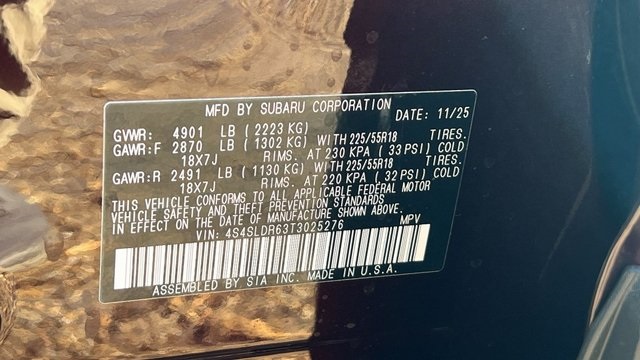 MFD BY SUBARU CORPORATION DATE: 11/25
GVWR: 4901 LB ( 2223 KG)
GAWR:F 2870 LB ( 1302 KG) WITH 225/55R18 TIRES.
18X7J RIMS. AT 230 KPA ( 33 PSI) COLD
GAWR:R 2491 LB ( 1130 KG) WITH 225/55R18 TIRES.
18X7J RIMS. AT 220 KPA ( 32 PSI) COLD
THIS VEHICLE CONFORMS TO ALL APPLICABLE FEDERAL MOTOR
VEHICLE SAFETY AND THEFT PREVENTION STANDARDS
IN EFFECT ON THE DATE OF MANUFACTURE SHOWN ABOVE.
VIN: 4S4SLDR63T3025276 MPV
ASSEMBLED BY SIA INC. MADE IN U.S.A.